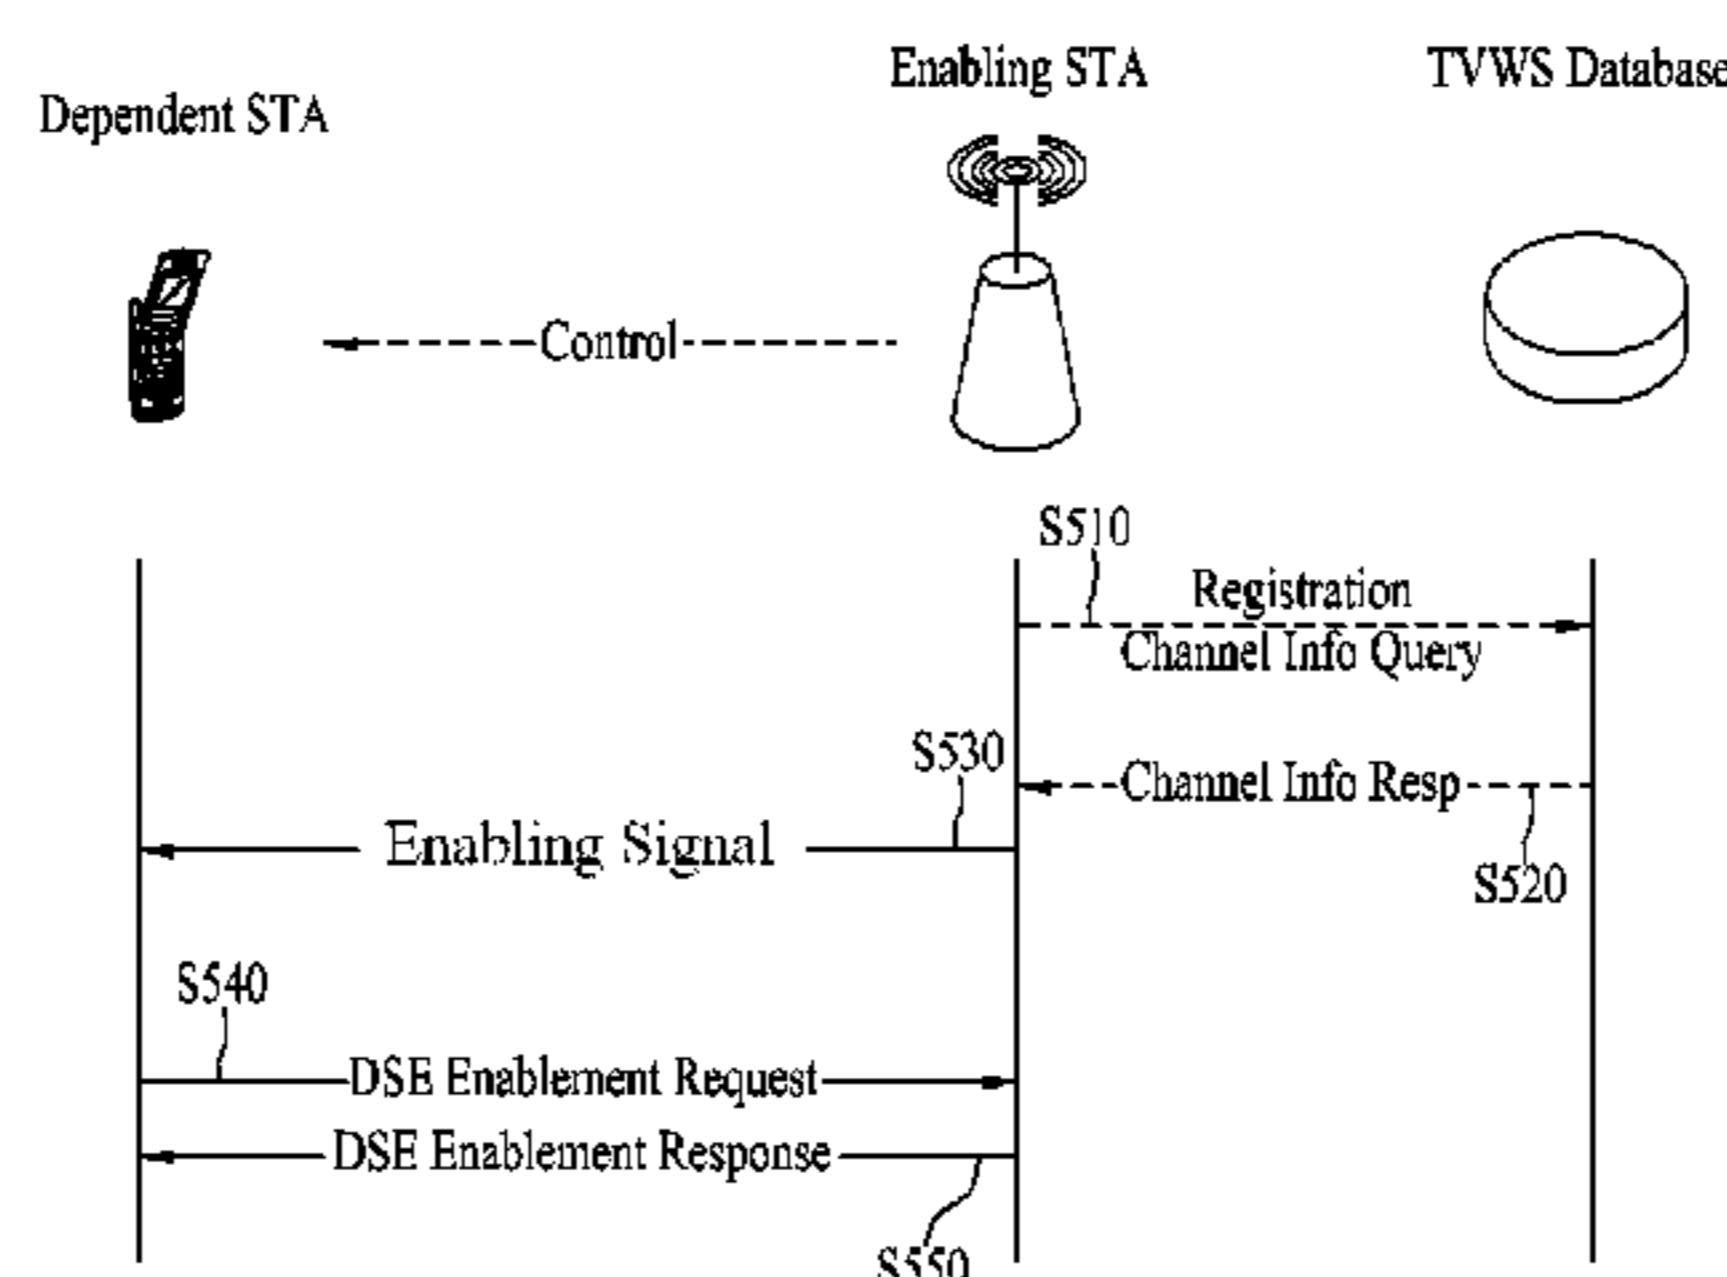 Enabling STA
TVWS Database
Dependent STA
Control
S510
Registration
Channel Info Query
S530
Channel Info Resp
Enabling Signal
S520
S540
DSE Enablement Request
DSE Enablement Response
S550